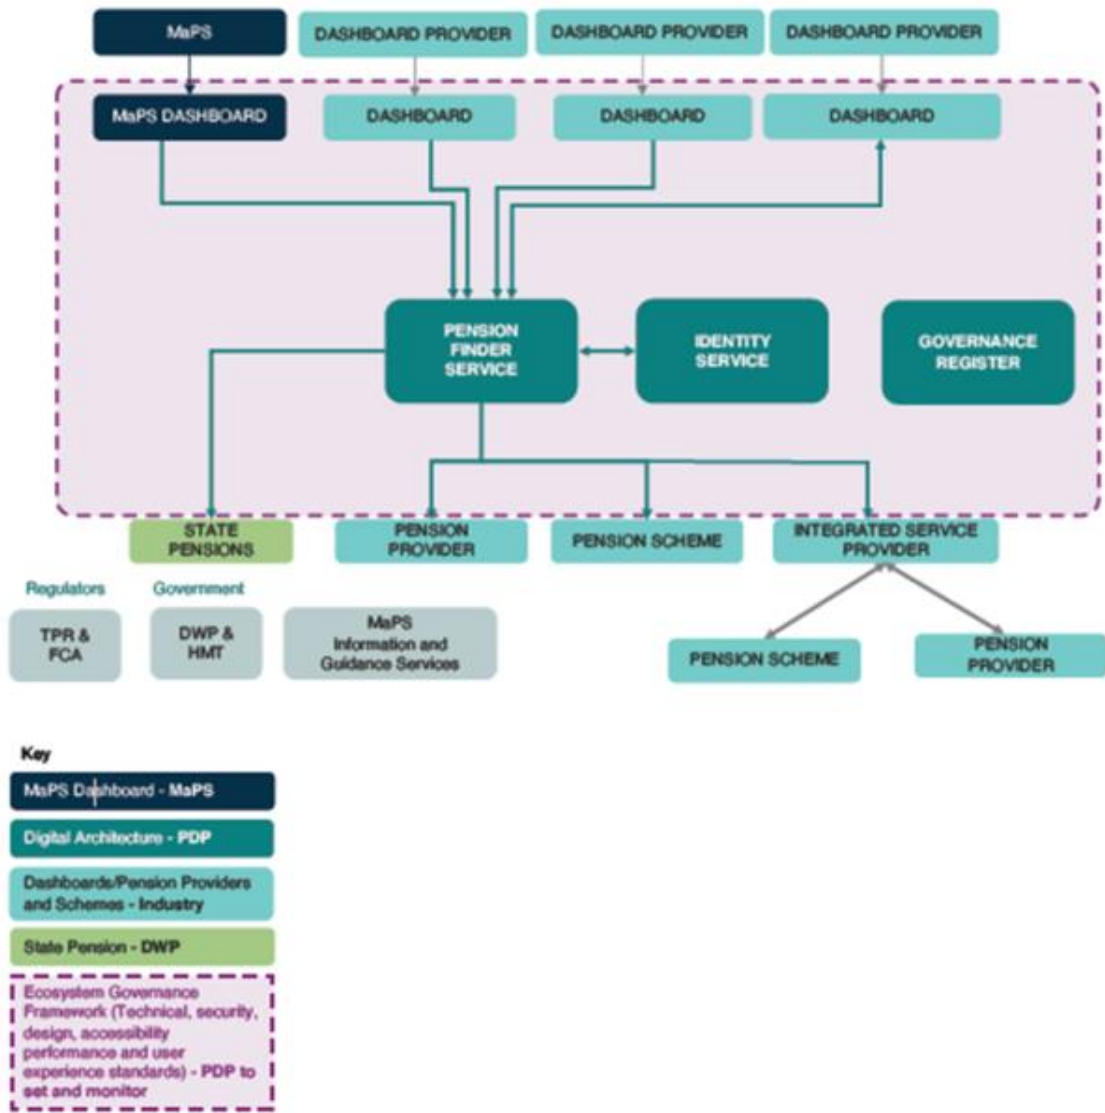 MaPS
DASHBOARD PROVIDER
DASHBOARD PROVIDER
DASHBOARD PROVIDER
MaPS DASHBOARD
DASHBOARD
DASHBOARD
DASHBOARD
PENSION
FINDER
SERVICE
IDENTITY
SERVICE
GOVERNANCE
REGISTER
STATE
PENSIONS
PENSION
PROVIDER
PENSION SCHEME
INTEGRATED SERVICE
PROVIDER
Regulators
Government
TPR &
FCA
DWP &
HMT
MaPS
Information and
Guidance Services
PENSION SCHEME
PENSION
PROVIDER
Key
MaPS Dashboard - MaPS
Digital Architecture - PDP
Dashboards/Pension Providers
and Schemes - Industry
State Pension - DWP
Ecosystem Governance
Framework (Technical, security,
design, accessibility
performance and user
experience standards) - PDP to
set and monitor